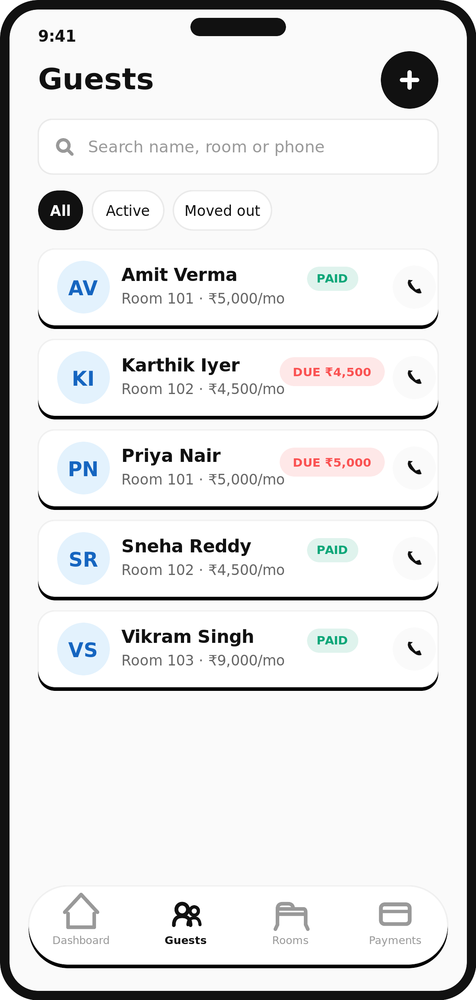 9:41
Guests
Search name, room or phone
All
Active
Moved out
AV
Amit Verma
PAID
Room 101 · ₹5,000/mo
KI
Karthik Iyer
DUE ₹4,500
Room 102 · ₹4,500/mo
PN
Priya Nair
DUE ₹5,000
Room 101 · ₹5,000/mo
SR
Sneha Reddy
PAID
Room 102 · ₹4,500/mo
VS
Vikram Singh
PAID
Room 103 · ₹9,000/mo
Dashboard
Guests
Rooms
Payments